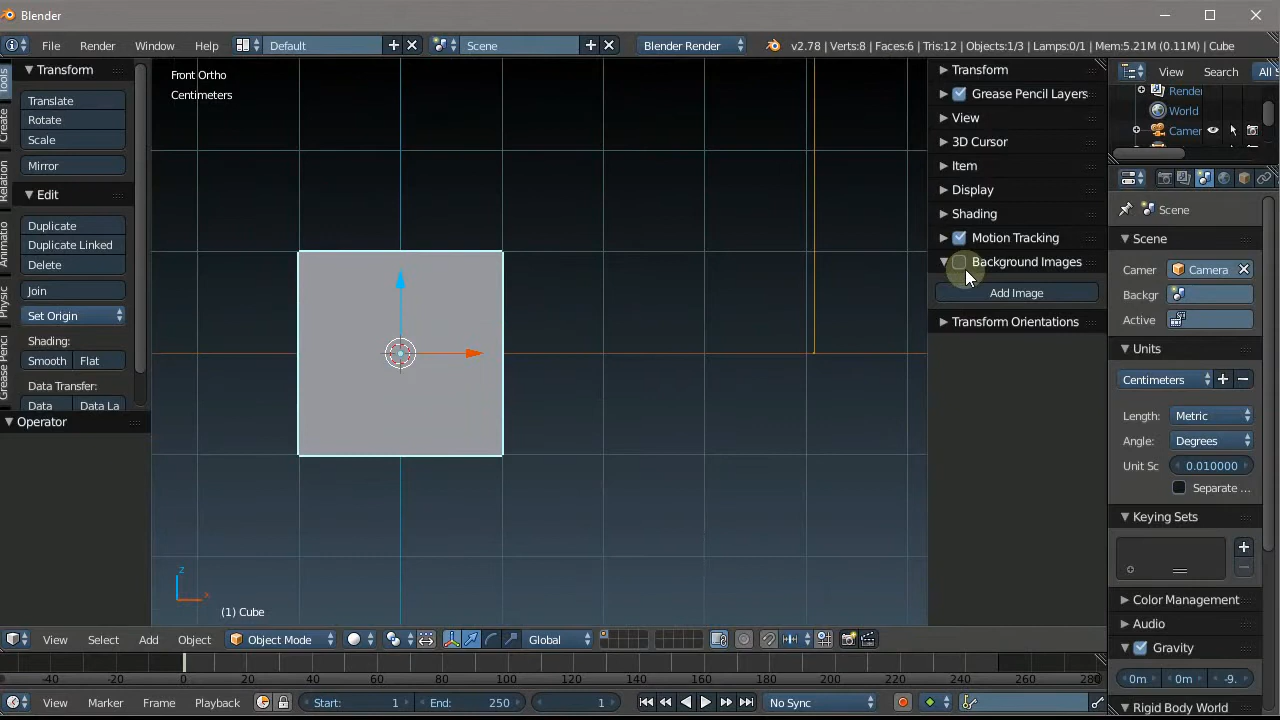 Blender
File Render Window Help Default Scene Blender Render v2.78 | Verts:8 | Faces:6 | Tris:12 | Objects:1/3 | Lamps:0/1 | Mem:5.21M (0.11M) | Cube
Tools
Create
Relation
Animatio
Physic
Grease Penci
Transform
Translate
Rotate
Scale
Mirror
Edit
Duplicate
Duplicate Linked
Delete
Join
Set Origin
Shading:
Smooth Flat
Data Transfer:
Data Data La
Operator
Front Ortho
Centimeters
z
x
(1) Cube
Transform
Grease Pencil Layers
View
3D Cursor
Item
Display
Shading
Motion Tracking
Background Images
Add Image
Transform Orientations
View Search All S
Render
World
Camer
Scene
Scene
Camer Camera
Backgr
Active
Units
Centimeters
Length: Metric
Angle: Degrees
Unit Sc 0.010000
Separate ...
Keying Sets
Color Management
Audio
Gravity
0m 0m -9.
Rigid Body World
View Select Add Object Object Mode Global
-40 -20 0 20 40 60 80 100 120 140 160 180 200 220 240 260 280
View Marker Frame Playback Start: 1 End: 250 1 No Sync